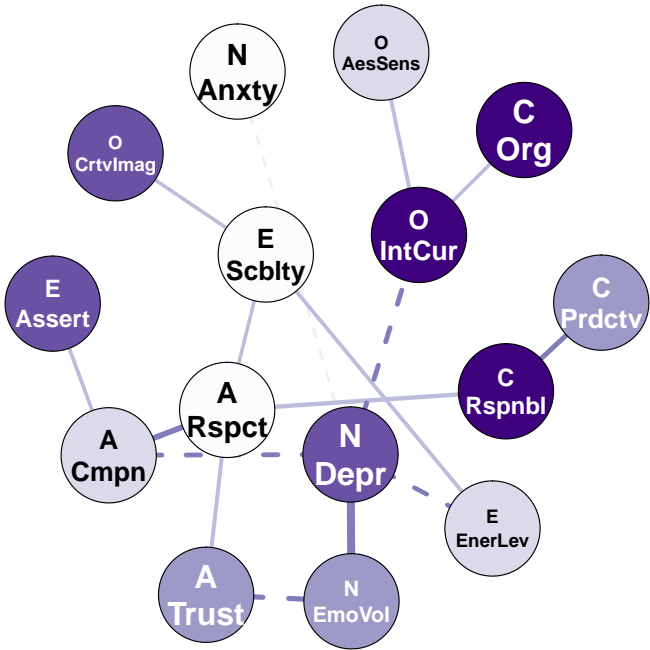 N
Anxty
O
AesSens
C
Org
O
CrtvImag
O
IntCur
E
Scblty
E
Assert
C
Prdctv
C
Rspnbl
A
Rspct
A
Cmpn
N
Depr
E
EnerLev
A
Trust
N
EmoVol